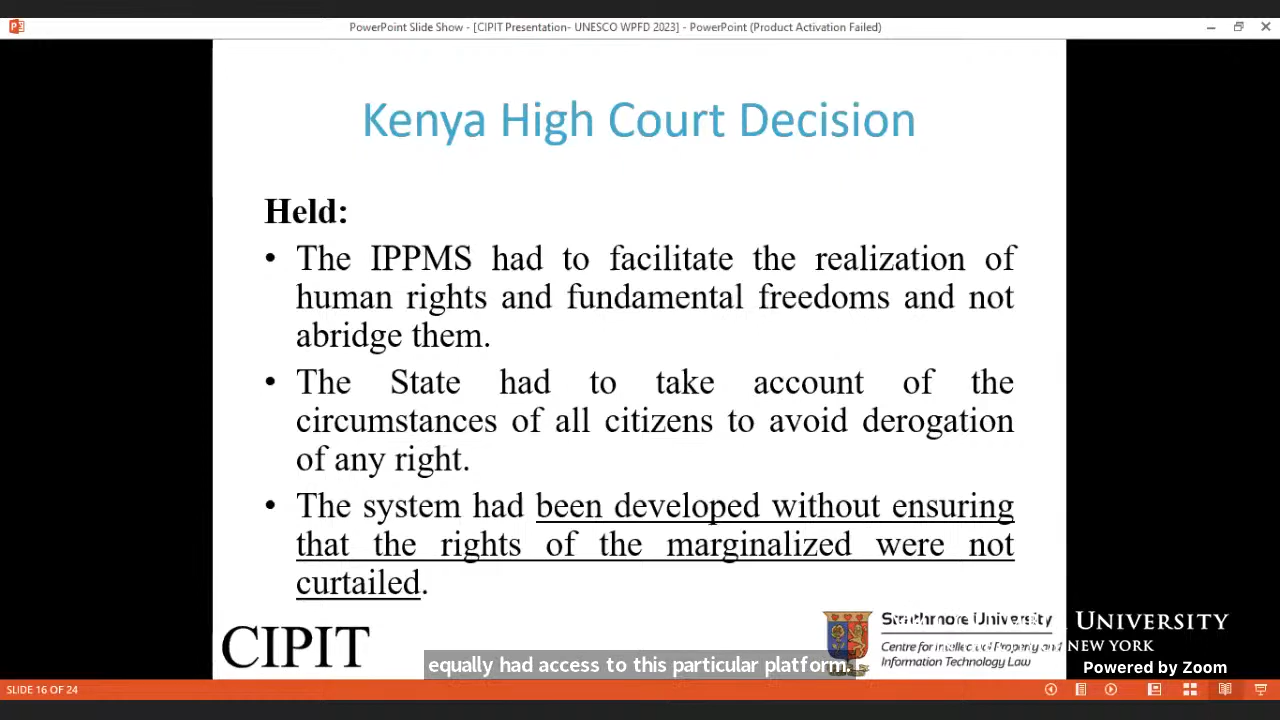 PowerPoint Slide Show - [CIPIT Presentation- UNESCO WPFD 2023] - PowerPoint (Product Activation Failed)
Kenya High Court Decision
Held:
• The IPPMS had to facilitate the realization of
human rights and fundamental freedoms and not
abridge them.
• The State had to take account of the
circumstances of all citizens to avoid derogation
of any right.
• The system had been developed without ensuring
that the rights of the marginalized were not
curtailed.
CIPIT
Strathmore University
Centre for Intellectual Property and
Information Technology Law
University
New York
equally had access to this particular platform.
Powered by Zoom
SLIDE 16 OF 24